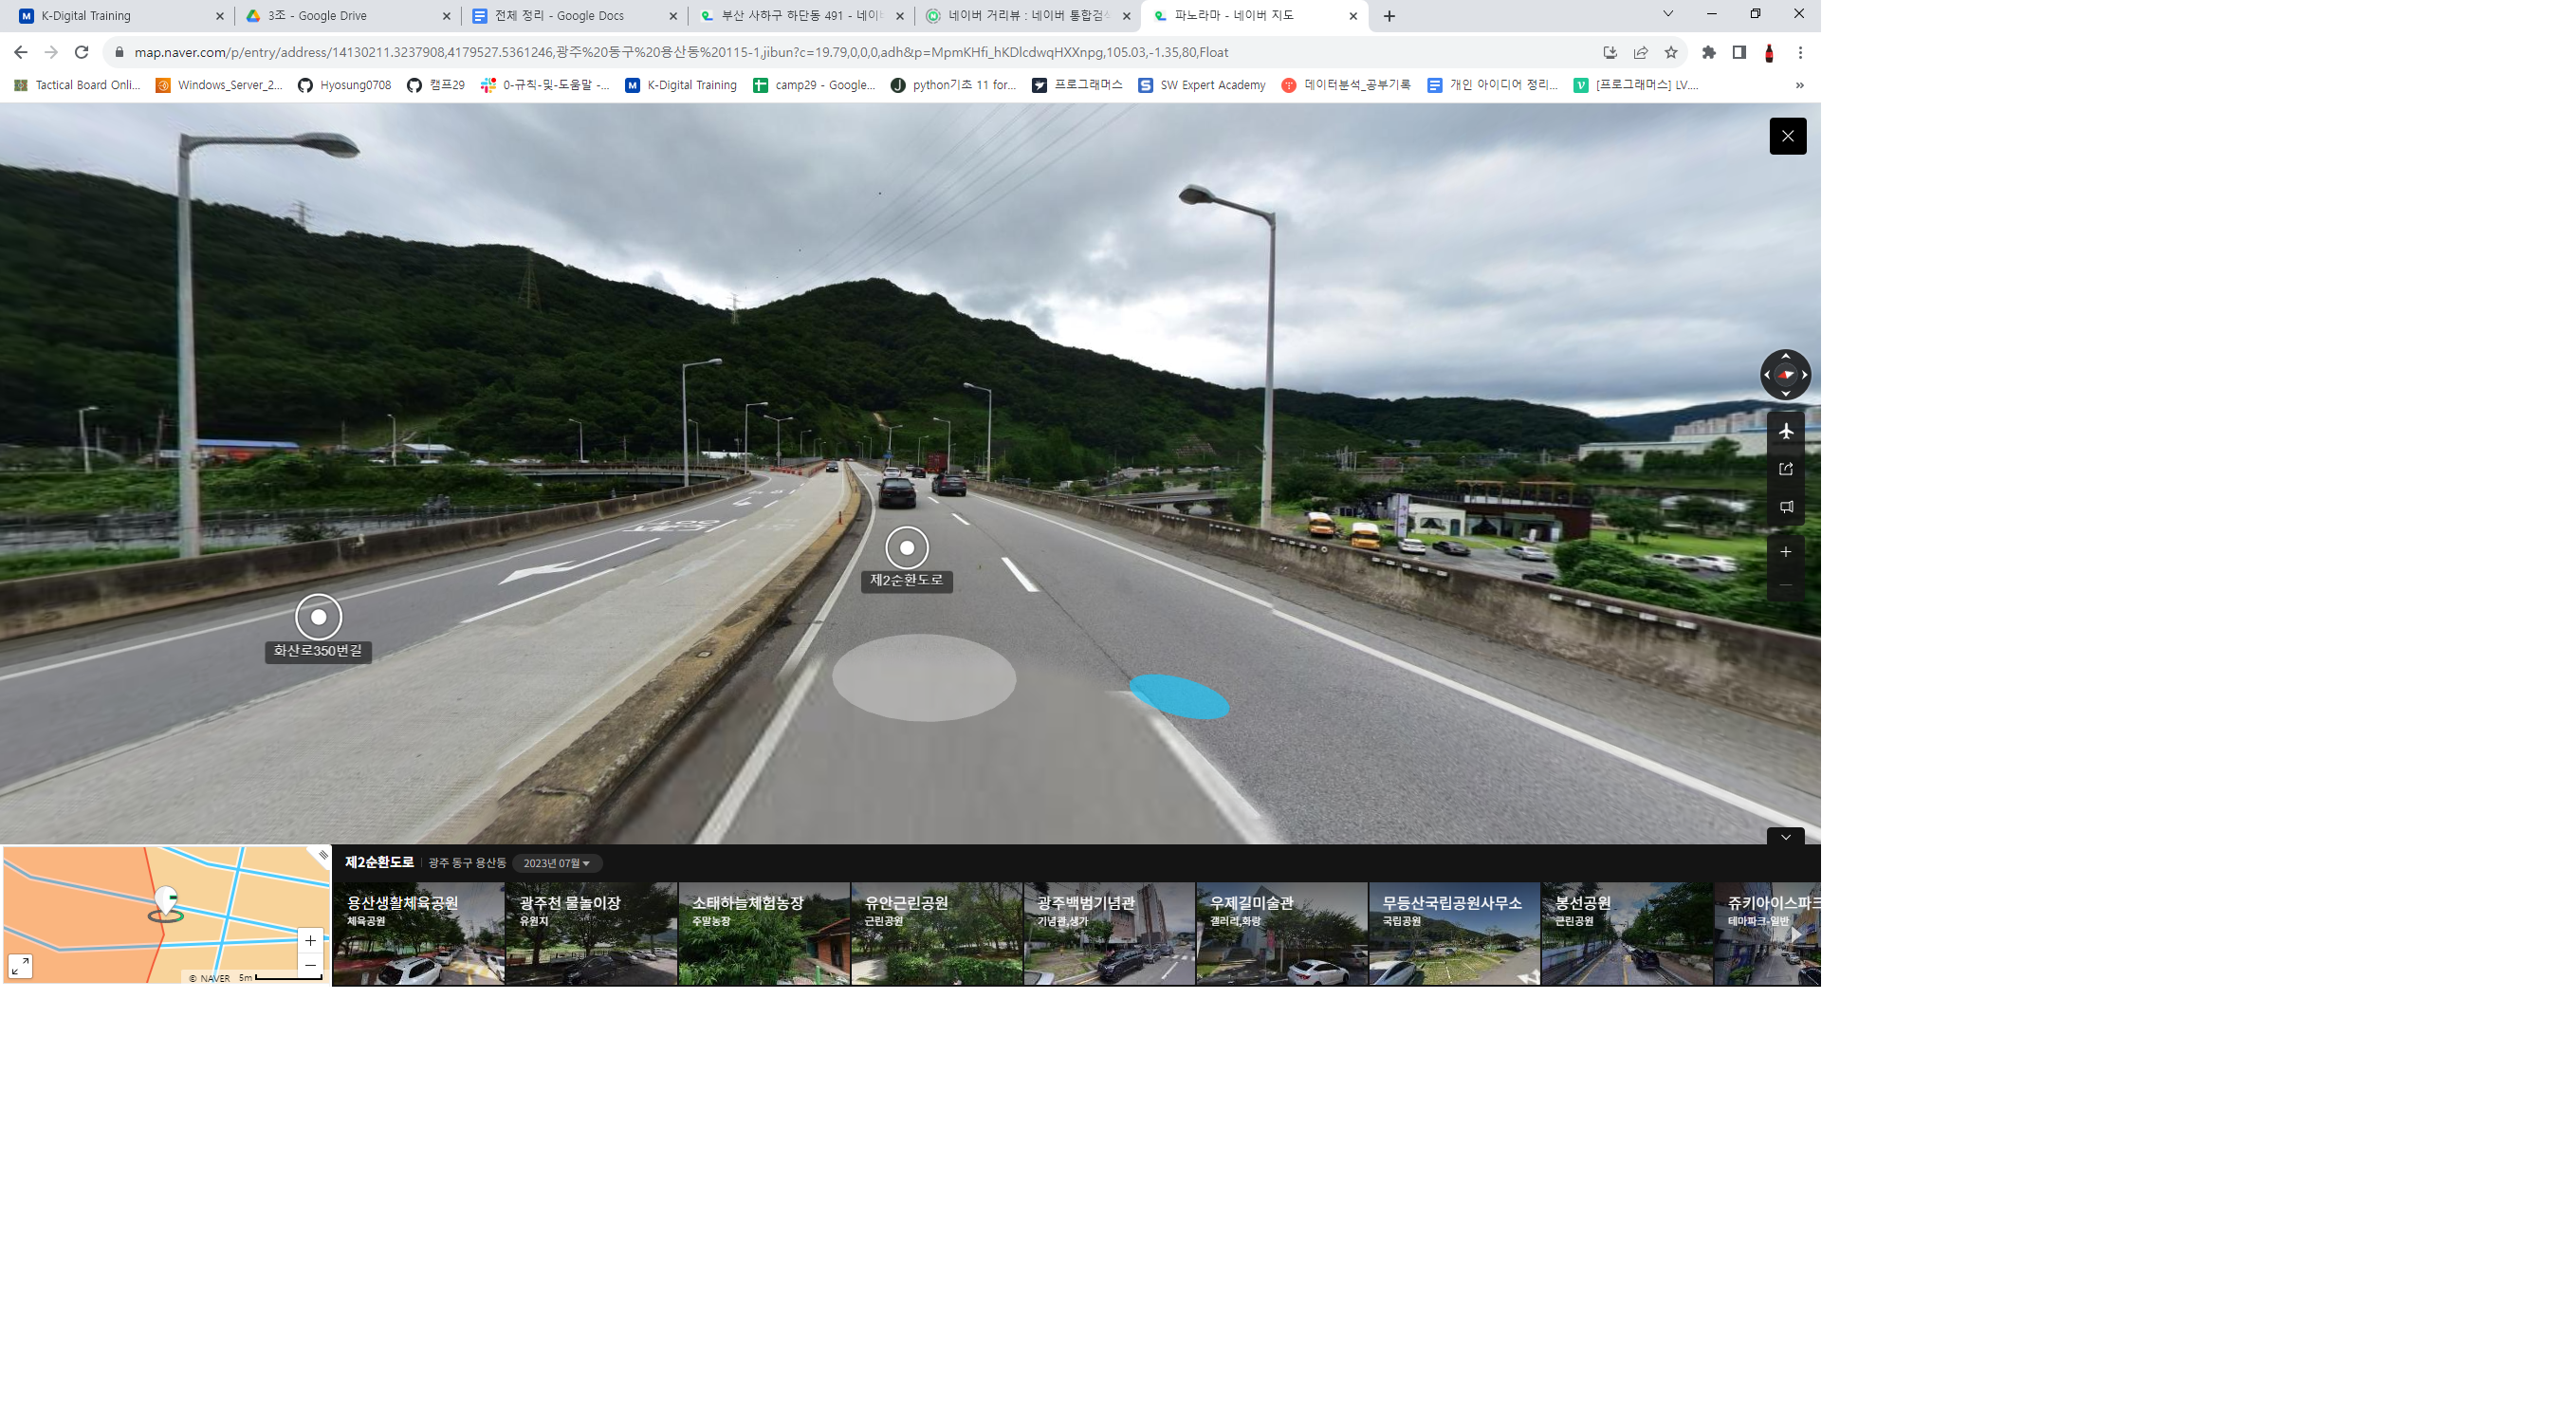 K-Digital Training
3조 - Google Drive
전체 정리 - Google Docs
부산 사하구 하단동 491 - 네이버
네이버 거리뷰 : 네이버 통합검색
파노라마 - 네이버 지도
map.naver.com/p/entry/address/14130211.3237908,4179527.5361246,광주%20동구%20용산동%20115-1,jibun?c=19.79,0,0,0,adh&p=MpmKHfi_hKDlcdwqHXXnpg,105.03,-1.35,80,Float
Tactical Board Onli...
Windows_Server_2...
Hyosung0708
캠프29
0-규칙-및-도움말 -...
K-Digital Training
camp29 - Google...
python기초 11 for...
프로그래머스
SW Expert Academy
데이터분석_공부기록
개인 아이디어 정리...
[프로그래머스] LV....
제2순환도로
화산로350번길
제2순환도로
광주 동구 용산동
2023년 07월
용산생활체육공원
체육공원
광주천 물놀이장
유원지
소태하늘체험농장
주말농장
유안근린공원
근린공원
광주백범기념관
기념관,생가
우제길미술관
갤러리,화랑
무등산국립공원사무소
국립공원
봉선공원
근린공원
쥬키아이스파크
테마파크-일반
© NAVER
5m